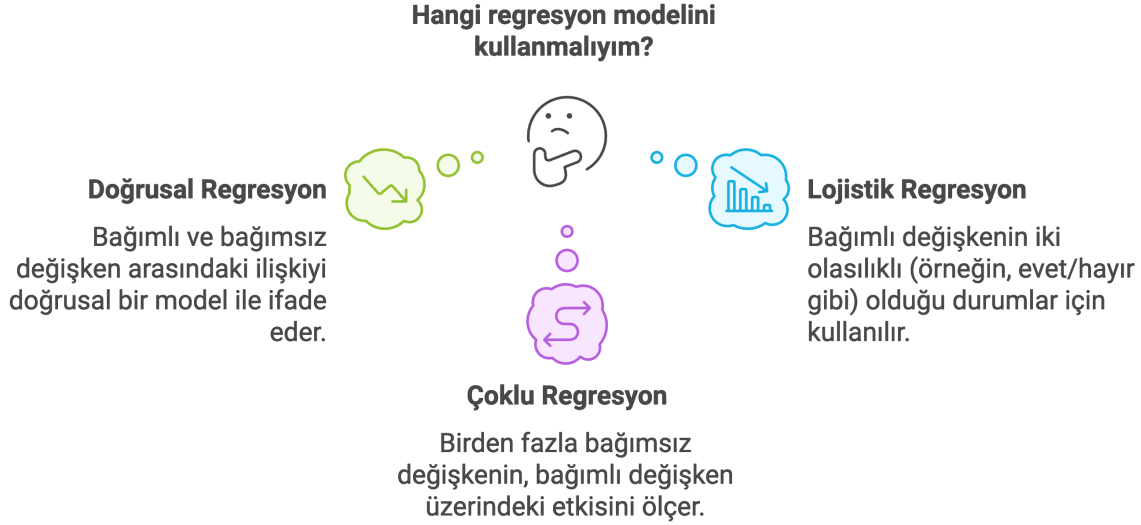 Hangi regresyon modelini
kullanmalıyım?
Doğrusal Regresyon
Bağımlı ve bağımsız
değişken arasındaki ilişkiyi
doğrusal bir model ile ifade
eder.
Lojistik Regresyon
Bağımlı değişkenin iki
olasılıklı (örneğin, evet/hayır
gibi) olduğu durumlar için
kullanılır.
Çoklu Regresyon
Birden fazla bağımsız
değişkenin, bağımlı değişken
üzerindeki etkisini ölçer.